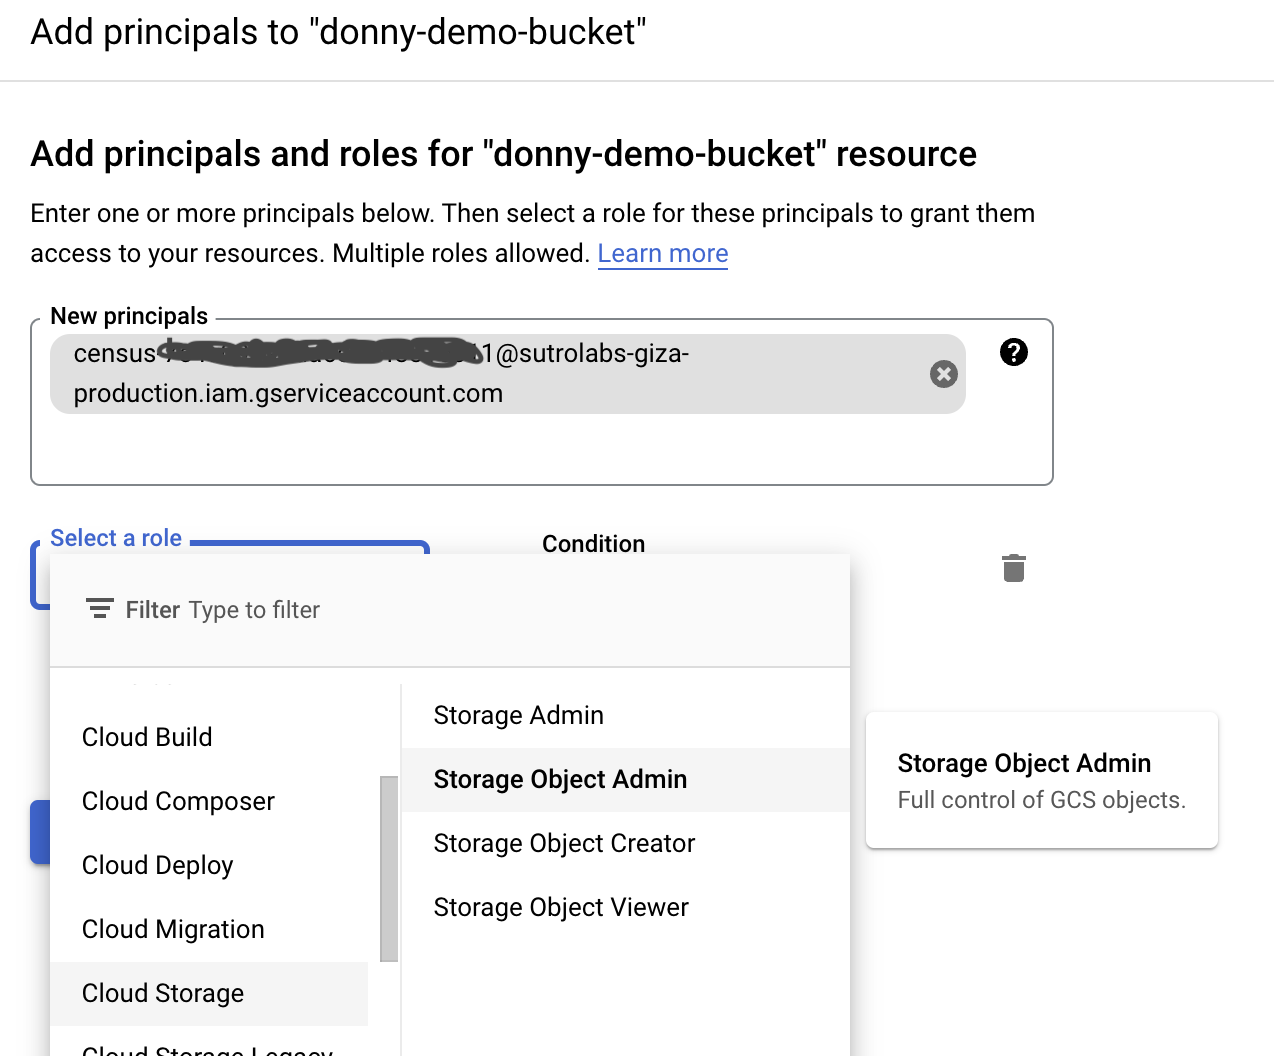 Add principals to "donny-demo-bucket"
Add principals and roles for "donny-demo-bucket" resource
Enter one or more principals below. Then select a role for these principals to grant them
access to your resources. Multiple roles allowed. Learn more
New principals
census-
1@sutrolabs-giza-
production.iam.gserviceaccount.com
Select a role
Condition
Filter Type to filter
Cloud Build
Cloud Composer
Cloud Deploy
Cloud Migration
Cloud Storage
Cloud Storage Legacy
Storage Admin
Storage Object Admin
Storage Object Creator
Storage Object Viewer
Storage Object Admin
Full control of GCS objects.